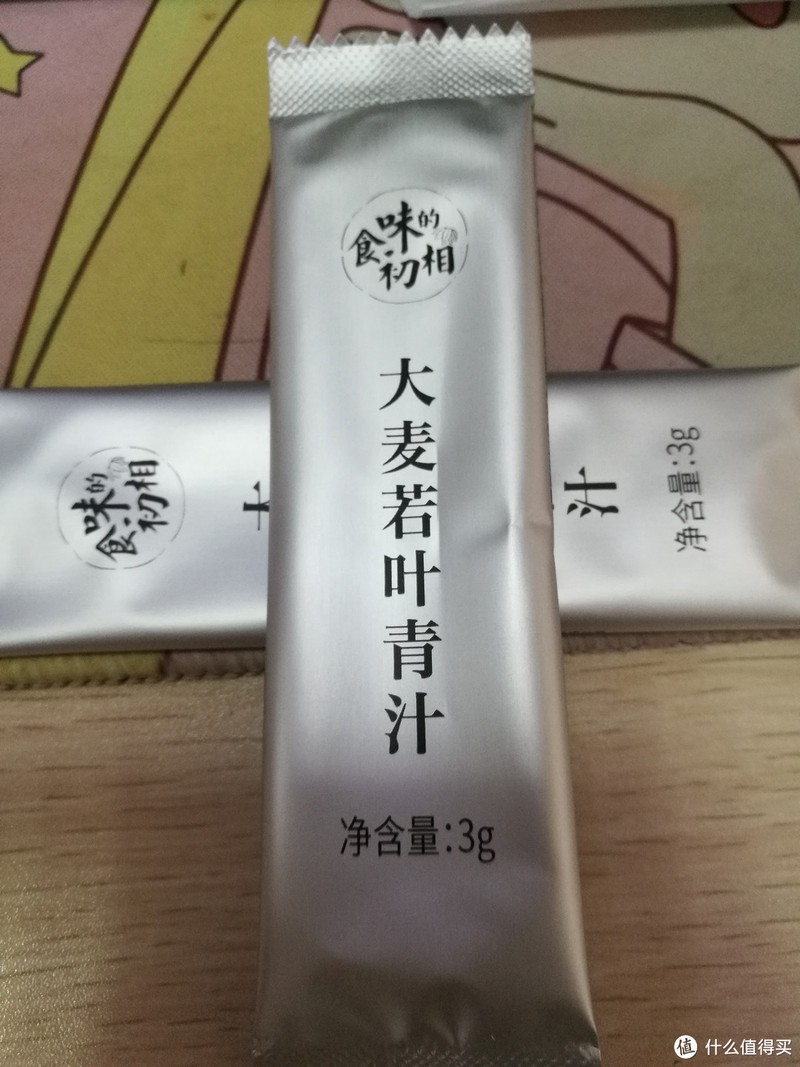 食味的
初相
大麦若叶青汁
净含量:3g
食味的
初相
汁
净含量:3g
值 什么值得买